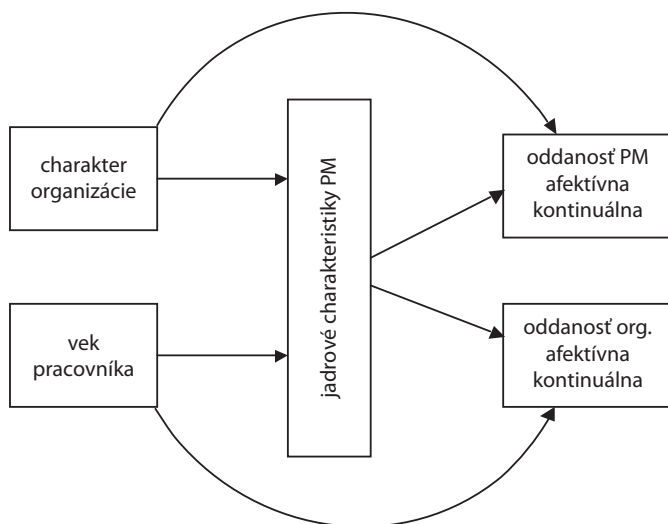 charakter
organizácie
vek
pracovníka
jadrové charakteristiky PM
oddanosť PM
afektívna
kontinuálna
oddanosť org.
afektívna
kontinuálna